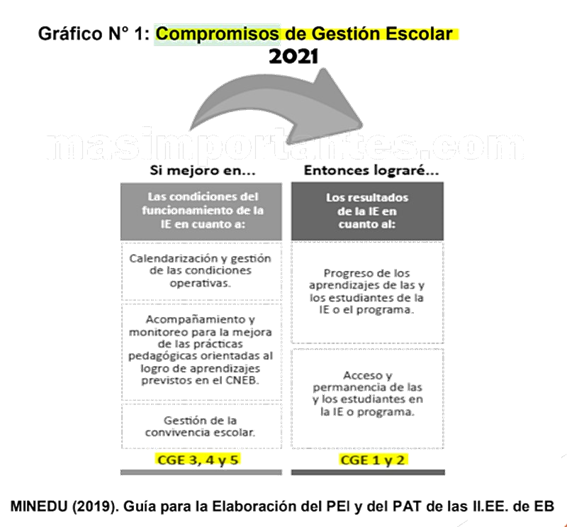 Gráfico N° 1: Compromisos de Gestión Escolar
2021
masimportantes.com
Si mejoro en...
Las condiciones del
funcionamiento de la
IE en cuanto a:
Calendarización y gestión
de las condiciones
operativas.
Acompañamiento y
monitoreo para la mejora
de las prácticas
pedagógicas orientadas al
logro de aprendizajes
previstos en el CNEB.
Gestión de la
convivencia escolar.
CGE 3, 4 y 5
Entonces lograré...
Los resultados
de la IE en
cuanto al:
Progreso de los
aprendizajes de las y
los estudiantes de la
IE o el programa.
Acceso y
permanencia de las
y los estudiantes en
la IE o programa.
CGE 1 y 2
MINEDU (2019). Guía para la Elaboración del PEI y del PAT de las II.EE. de EB